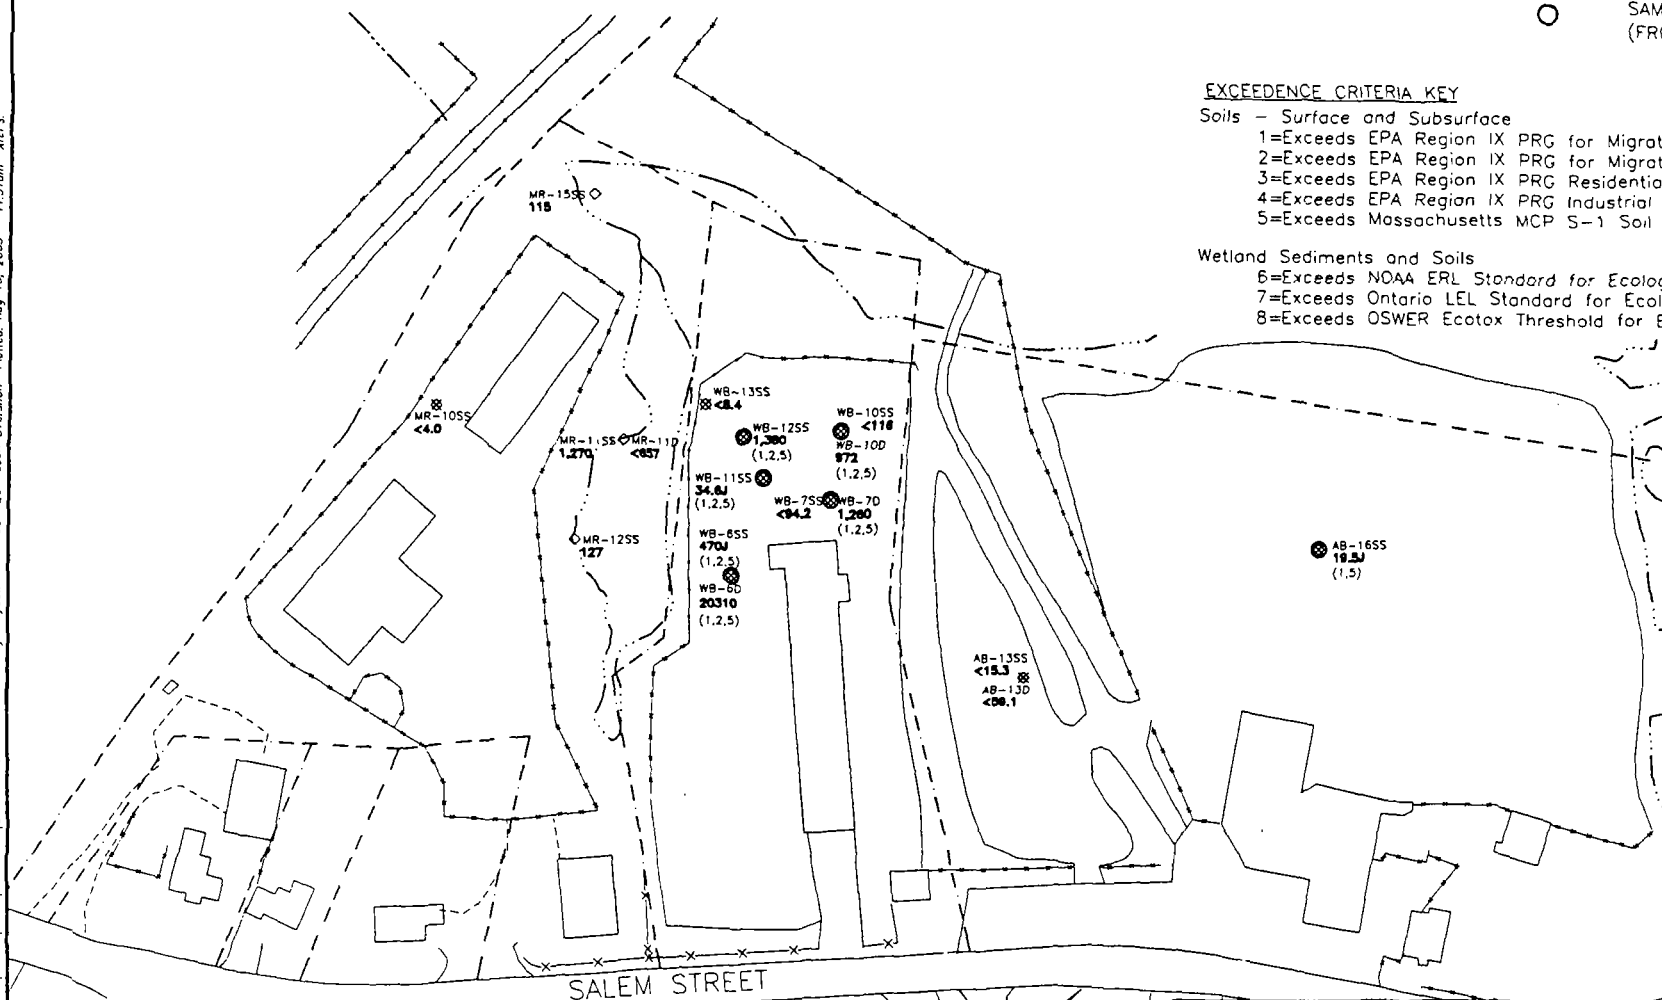 SAM
(FR
EXCEEDENCE CRITERIA KEY
Soils - Surface and Subsurface
1=Exceeds EPA Region IX PRG for Migrat
2=Exceeds EPA Region IX PRG for Migrat
3=Exceeds EPA Region IX PRG Residentia
4=Exceeds EPA Region IX PRG Industrial
5=Exceeds Massachusetts MCP S-1 Soil
Wetland Sediments and Soils
6=Exceeds NOAA ERL Standard for Ecolog
7=Exceeds Ontario LEL Standard for Ecol
8=Exceeds OSWER Ecotox Threshold for E
MR-15SS
115
MR-10SS
<4.0
MR-11SS
1,270
MR-11D
<657
MR-12SS
127
WB-13SS
<8.4
WB-12SS
1,380
(1,2,5)
WB-10SS
<116
WB-10D
972
(1,2,5)
WB-11SS
34.6J
(1,2,5)
WB-7SS
<94.2
WB-7D
1,260
(1,2,5)
WB-6SS
470J
(1,2,5)
WB-6D
20310
(1,2,5)
AB-16SS
19.5J
(1,5)
AB-13SS
<15.3
AB-13D
SALEM STREET